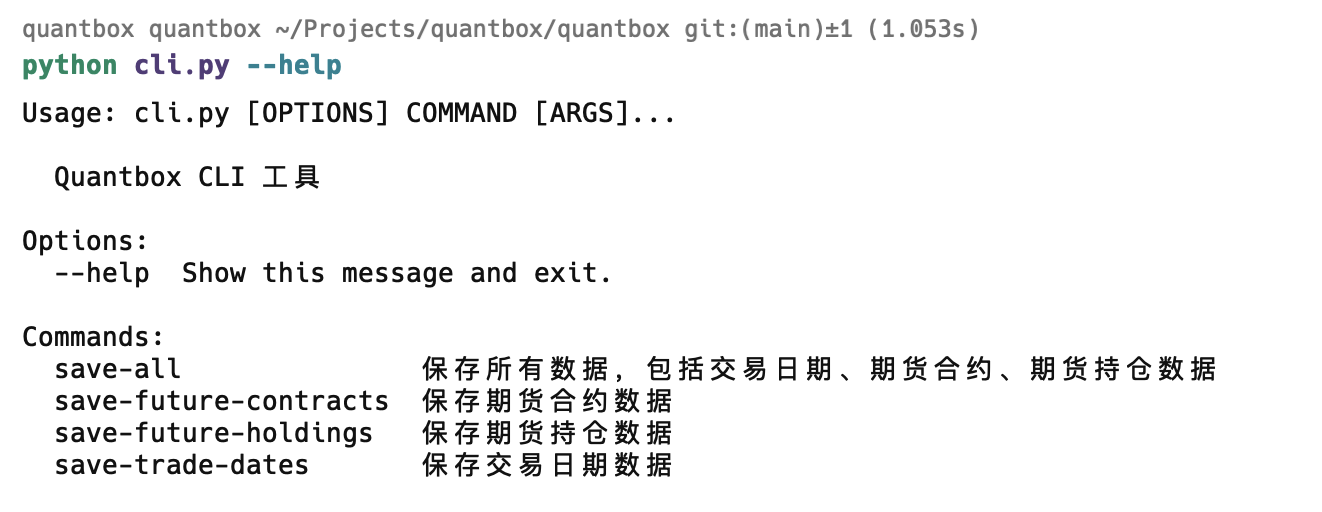 quantbox quantbox ~/Projects/quantbox/quantbox git:(main)±1 (1.053s)
python cli.py --help
Usage: cli.py [OPTIONS] COMMAND [ARGS]...
Quantbox CLI 工具
Options:
--help  Show this message and exit.
Commands:
save-all              保存所有数据，包括交易日期、期货合约、期货持仓数据
save-future-contracts  保存期货合约数据
save-future-holdings   保存期货持仓数据
save-trade-dates       保存交易日期数据